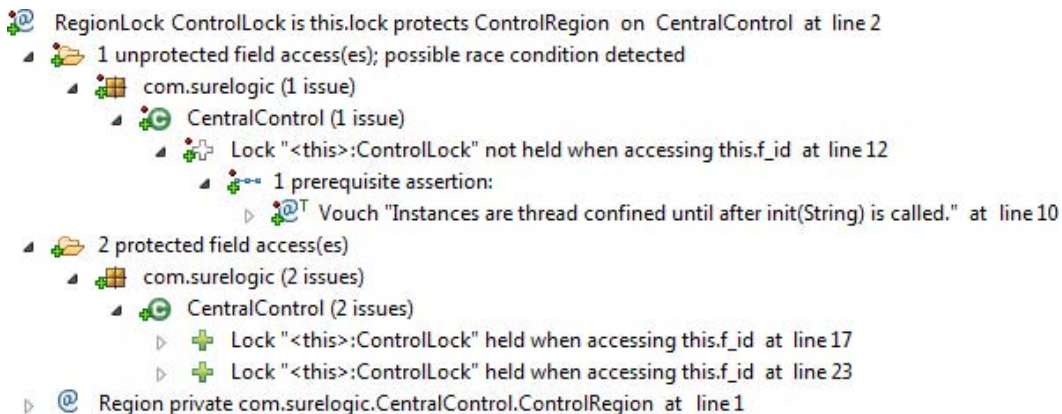 RegionLock ControlLock is this.lock protects ControlRegion on CentralControl at line 2
1 unprotected field access(es); possible race condition detected
com.surelogic (1 issue)
CentralControl (1 issue)
Lock "<this>:ControlLock" not held when accessing this.f_id at line 12
1 prerequisite assertion:
Vouch "Instances are thread confined until after init(String) is called." at line 10
2 protected field access(es)
com.surelogic (2 issues)
CentralControl (2 issues)
Lock "<this>:ControlLock" held when accessing this.f_id at line 17
Lock "<this>:ControlLock" held when accessing this.f_id at line 23
Region private com.surelogic.CentralControl.ControlRegion at line 1